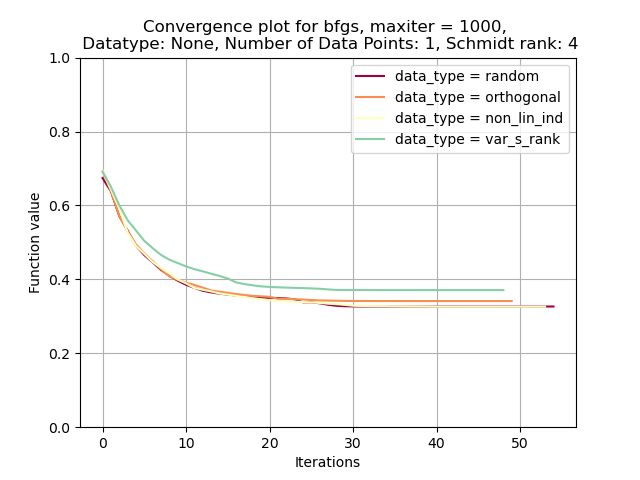 Convergence plot for bfgs, maxiter = 1000,
Datatype: None, Number of Data Points: 1, Schmidt rank: 4
data_type = random
data_type = orthogonal
data_type = non_lin_ind
data_type = var_s_rank
Function value
1.0
0.8
0.6
0.4
0.2
0.0
0 10 20 30 40 50
Iterations